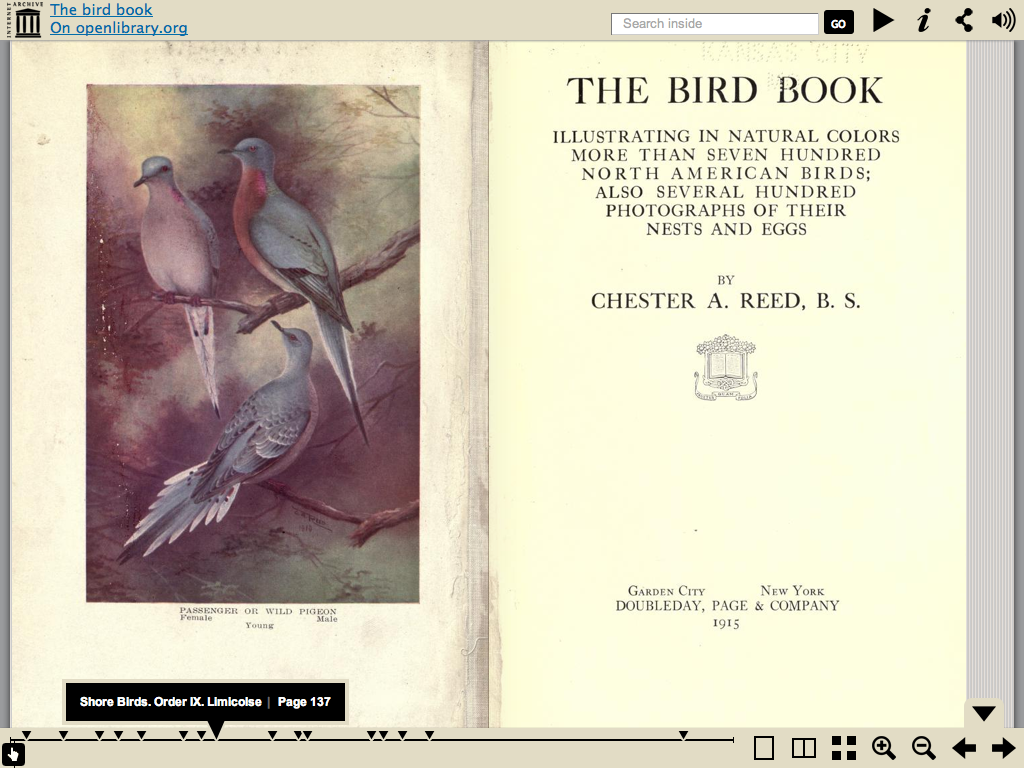 INTERNET ARCHIVE
The bird book
On openlibrary.org
Search inside
GO
KANSAS CITY
THE BIRD BOOK
ILLUSTRATING IN NATURAL COLORS
MORE THAN SEVEN HUNDRED
NORTH AMERICAN BIRDS;
ALSO SEVERAL HUNDRED
PHOTOGRAPHS OF THEIR
NESTS AND EGGS
BY
CHESTER A. REED, B. S.
GARDEN CITY NEW YORK
DOUBLEDAY, PAGE & COMPANY
1915
PASSENGER OR WILD PIGEON
Female Male
Young
Shore Birds. Order IX. Limicolse | Page 137